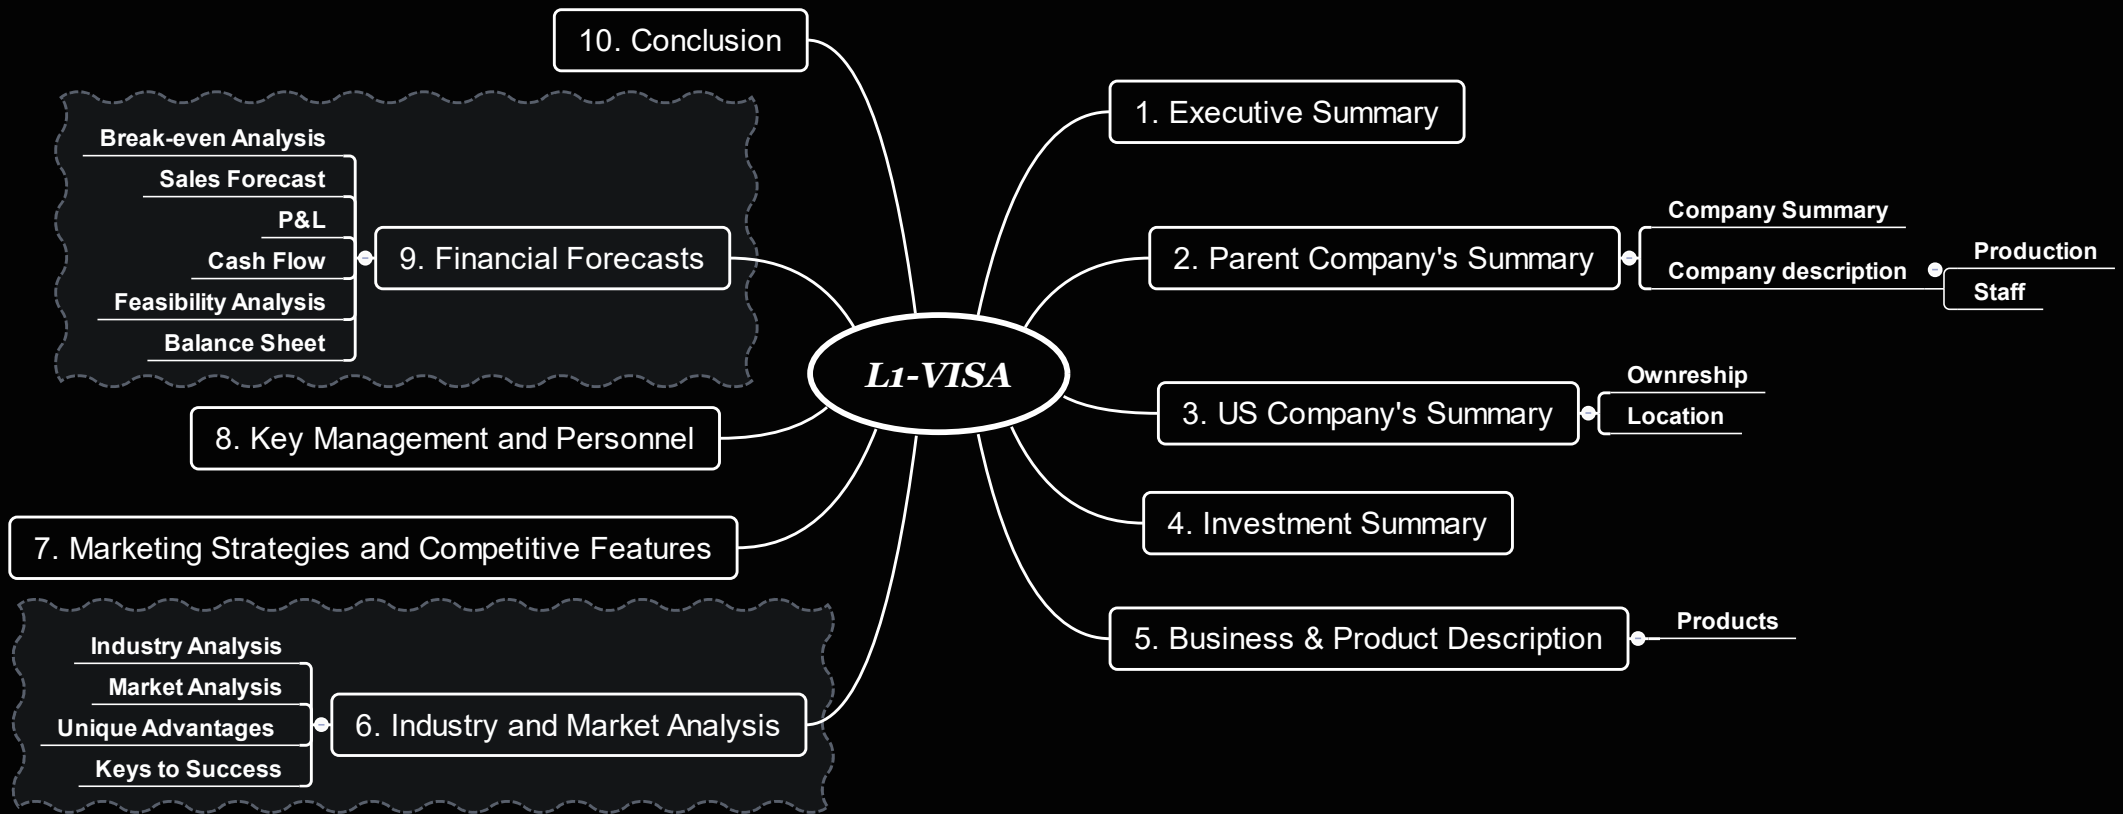 L1-VISA
1. Executive Summary
2. Parent Company's Summary
Company Summary
Company description
Production
Staff
3. US Company's Summary
Ownreship
Location
4. Investment Summary
5. Business & Product Description
Products
6. Industry and Market Analysis
Industry Analysis
Market Analysis
Unique Advantages
Keys to Success
7. Marketing Strategies and Competitive Features
8. Key Management and Personnel
9. Financial Forecasts
Break-even Analysis
Sales Forecast
P&L
Cash Flow
Feasibility Analysis
Balance Sheet
10. Conclusion